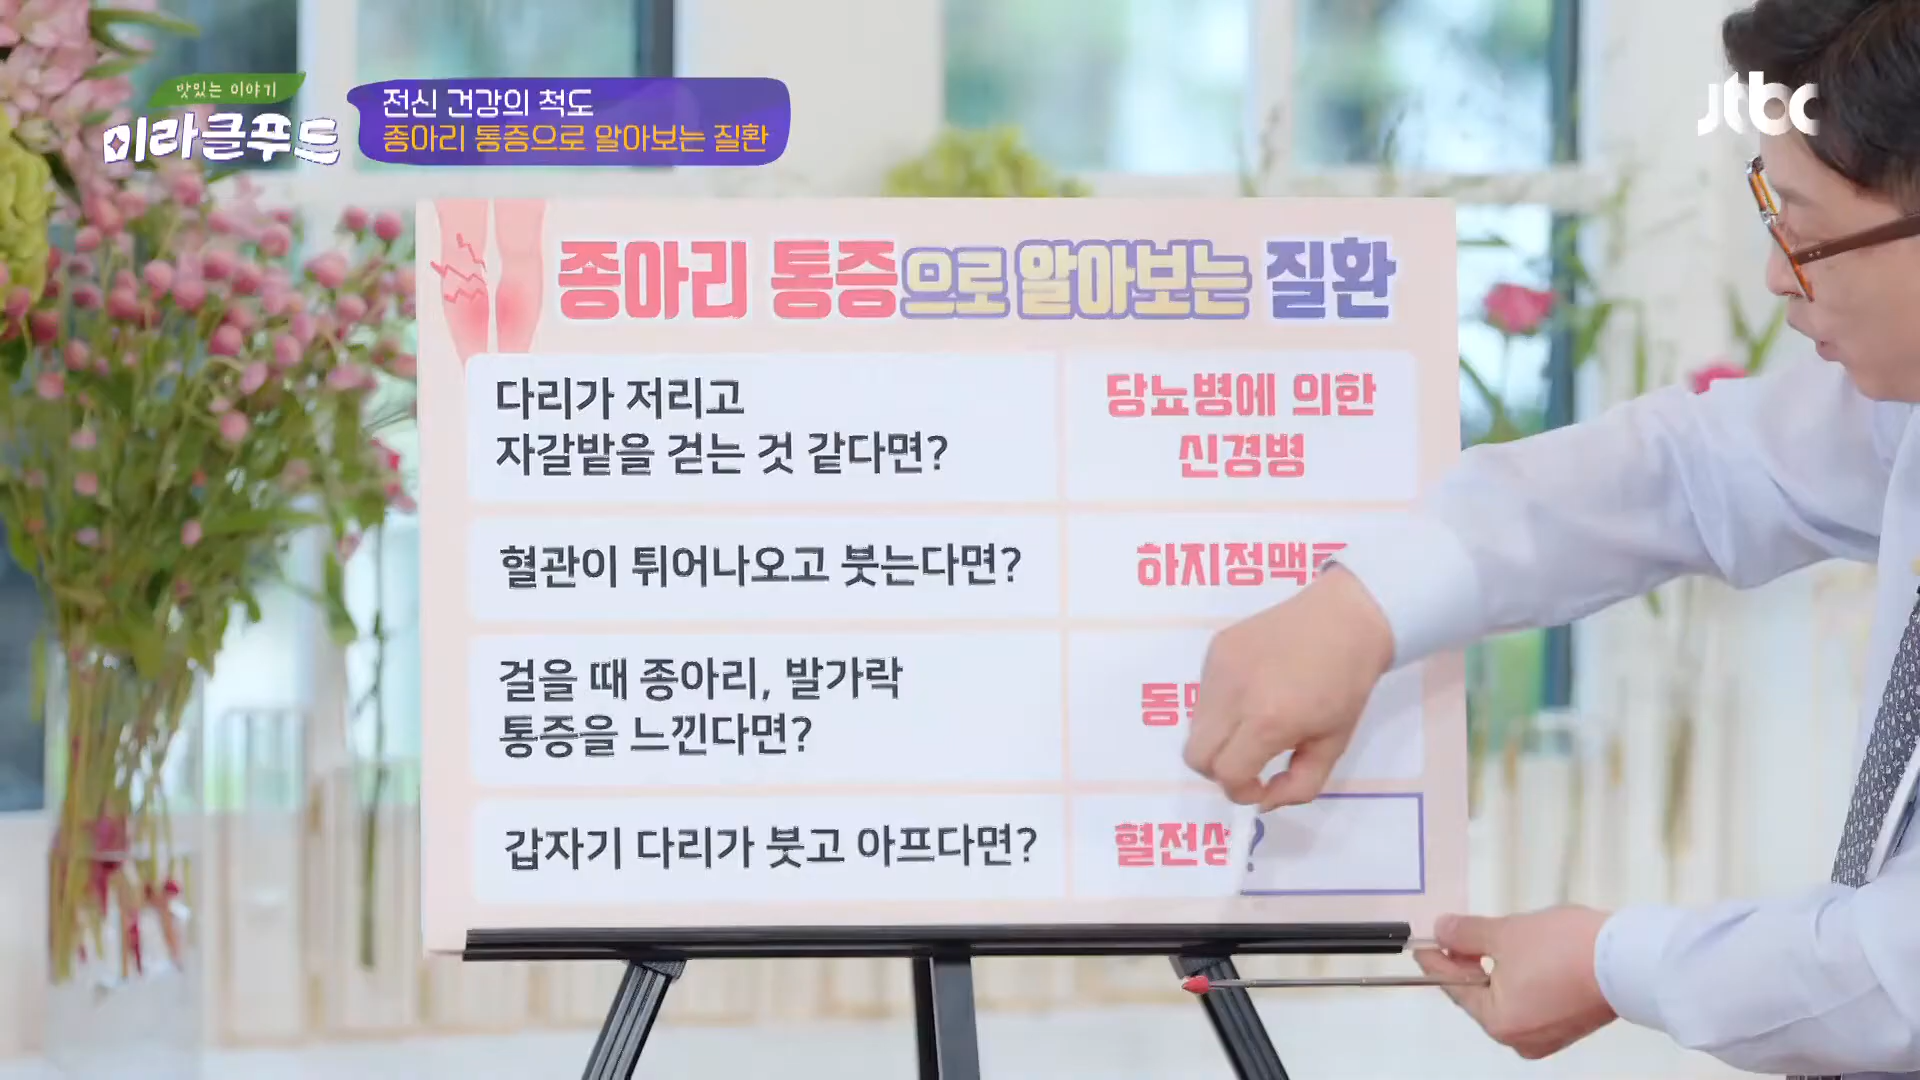 맛있는 이야기
미라클푸드
전신 건강의 척도
종아리 통증으로 알아보는 질환
jtbc
종아리 통증으로 알아보는 질환
다리가 저리고
자갈밭을 걷는 것 같다면?
당뇨병에 의한
신경병
혈관이 튀어나오고 붓는다면?
걸을 때 종아리, 발가락
통증을 느낀다면?
갑자기 다리가 붓고 아프다면?
?